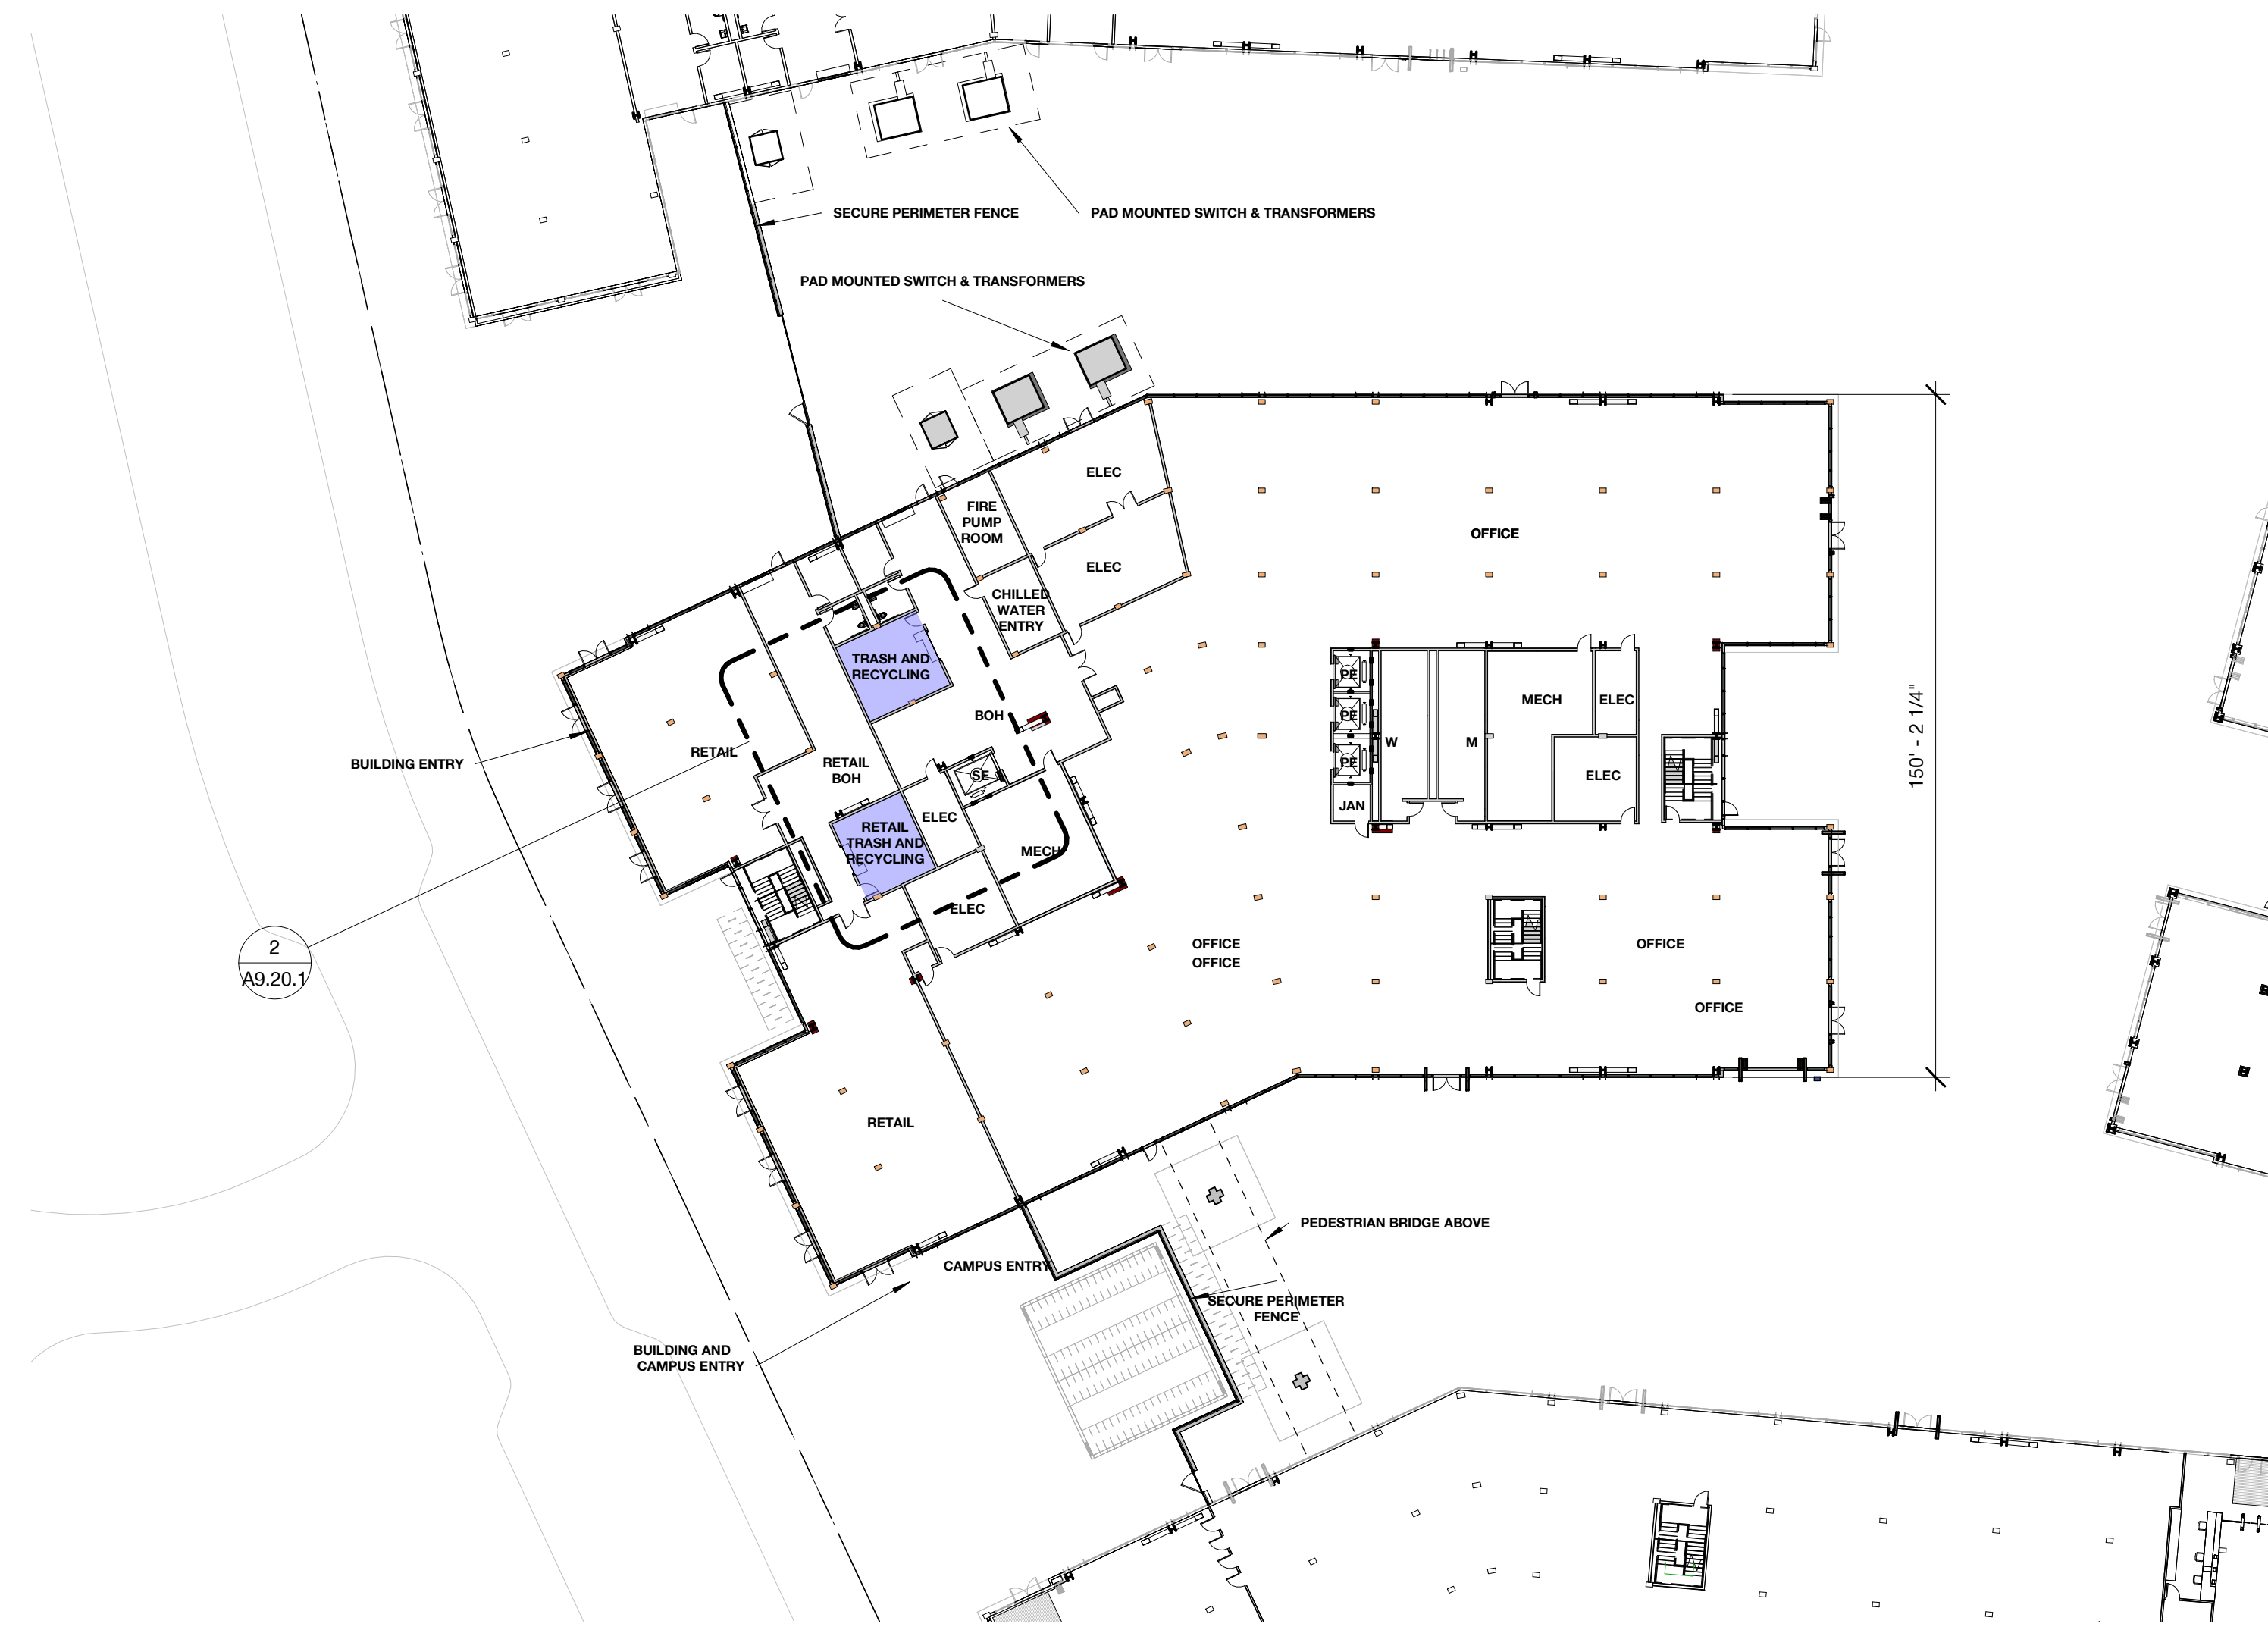 SECURE PERIMETER FENCE
PAD MOUNTED SWITCH & TRANSFORMERS
PAD MOUNTED SWITCH & TRANSFORMERS
ELEC
FIRE
PUMP
ROOM
OFFICE
ELEC
CHILLED
WATER
ENTRY
TRASH AND
RECYCLING
PE
MECH
ELEC
BOH
PE
150' - 2 1/4"
W
M
RETAIL
BUILDING ENTRY
RETAIL
BOH
PE
SE
ELEC
JAN
ELEC
RETAIL
TRASH AND
RECYCLING
MECH
ELEC
2
A9.20.1
OFFICE
OFFICE
OFFICE
OFFICE
RETAIL
PEDESTRIAN BRIDGE ABOVE
CAMPUS ENTRY
SECURE PERIMETER
FENCE
BUILDING AND
CAMPUS ENTRY